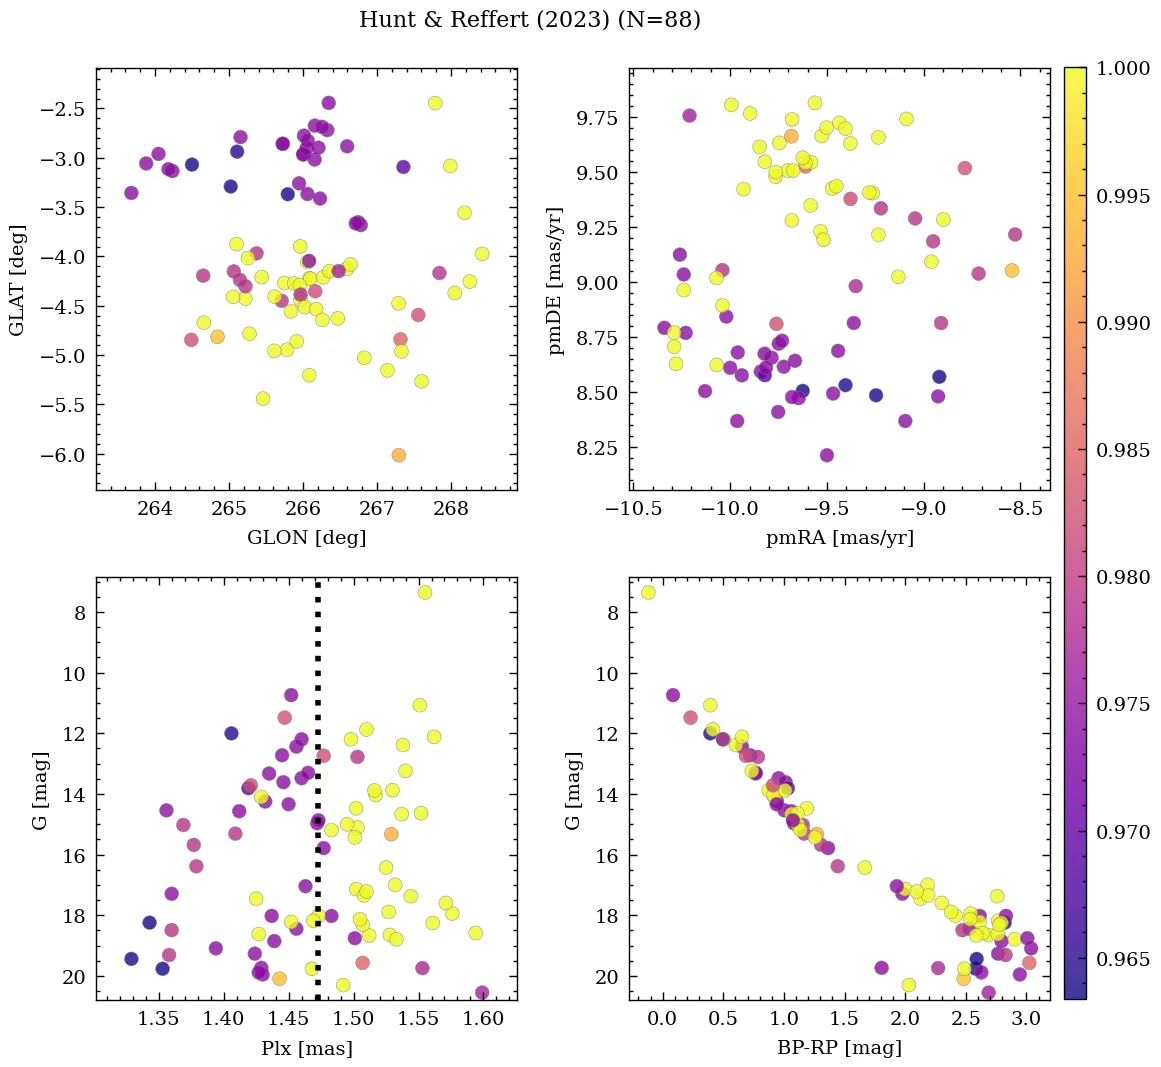 Hunt & Reffert (2023) (N=88)
−2.5
−3.0
−3.5
−4.0
−4.5
−5.0
−5.5
−6.0
GLAT [deg]
264 265 266 267 268
GLON [deg]
9.75
9.50
9.25
9.00
8.75
8.50
8.25
pmDE [mas/yr]
−10.5 −10.0 −9.5 −9.0 −8.5
pmRA [mas/yr]
8
10
12
14
16
18
20
G [mag]
1.35 1.40 1.45 1.50 1.55 1.60
Plx [mas]
8
10
12
14
16
18
20
G [mag]
0.0 0.5 1.0 1.5 2.0 2.5 3.0
BP-RP [mag]
1.000
0.995
0.990
0.985
0.980
0.975
0.970
0.965